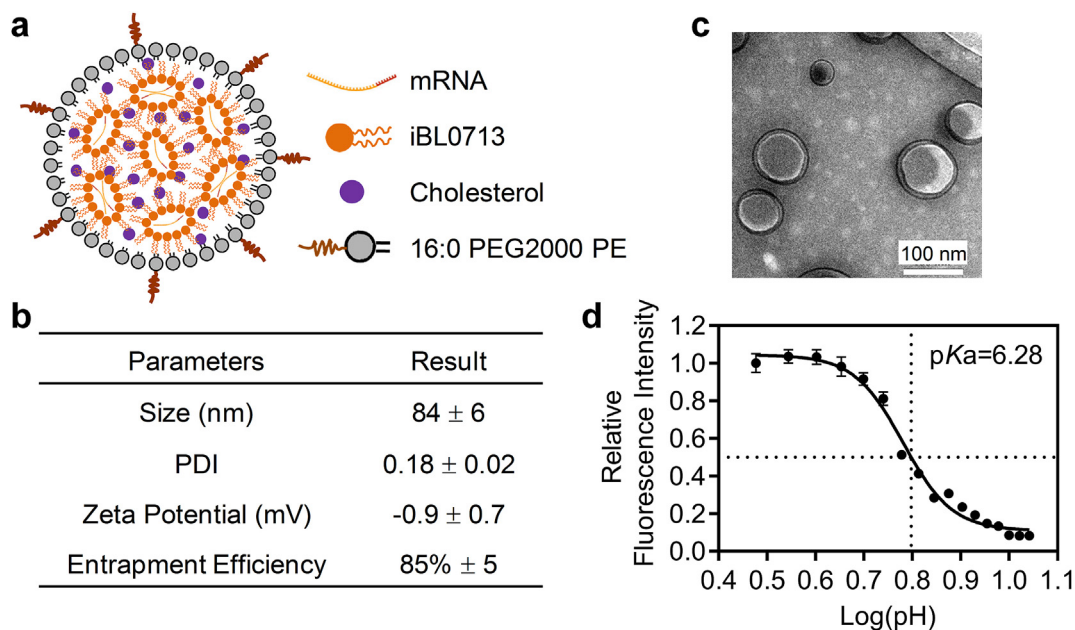 a
mRNA
iBL0713
Cholesterol
16:0 PEG2000 PE
b
Parameters Result
Size (nm) 84 ± 6
PDI 0.18 ± 0.02
Zeta Potential (mV) -0.9 ± 0.7
Entrapment Efficiency 85% ± 5
c
100 nm
d
Relative
Fluorescence Intensity
1.2
1.0
0.8
0.6
0.4
0.2
0.0
pKa=6.28
0.4 0.5 0.6 0.7 0.8 0.9 1.0 1.1
Log(pH)